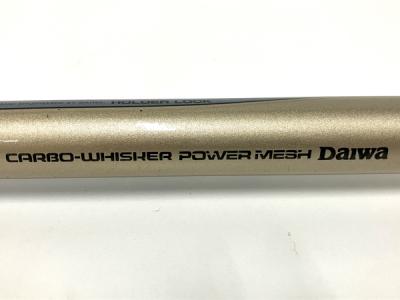 HOLDER LOCK
CARBO-WHISKER POWER MESH Daiwa